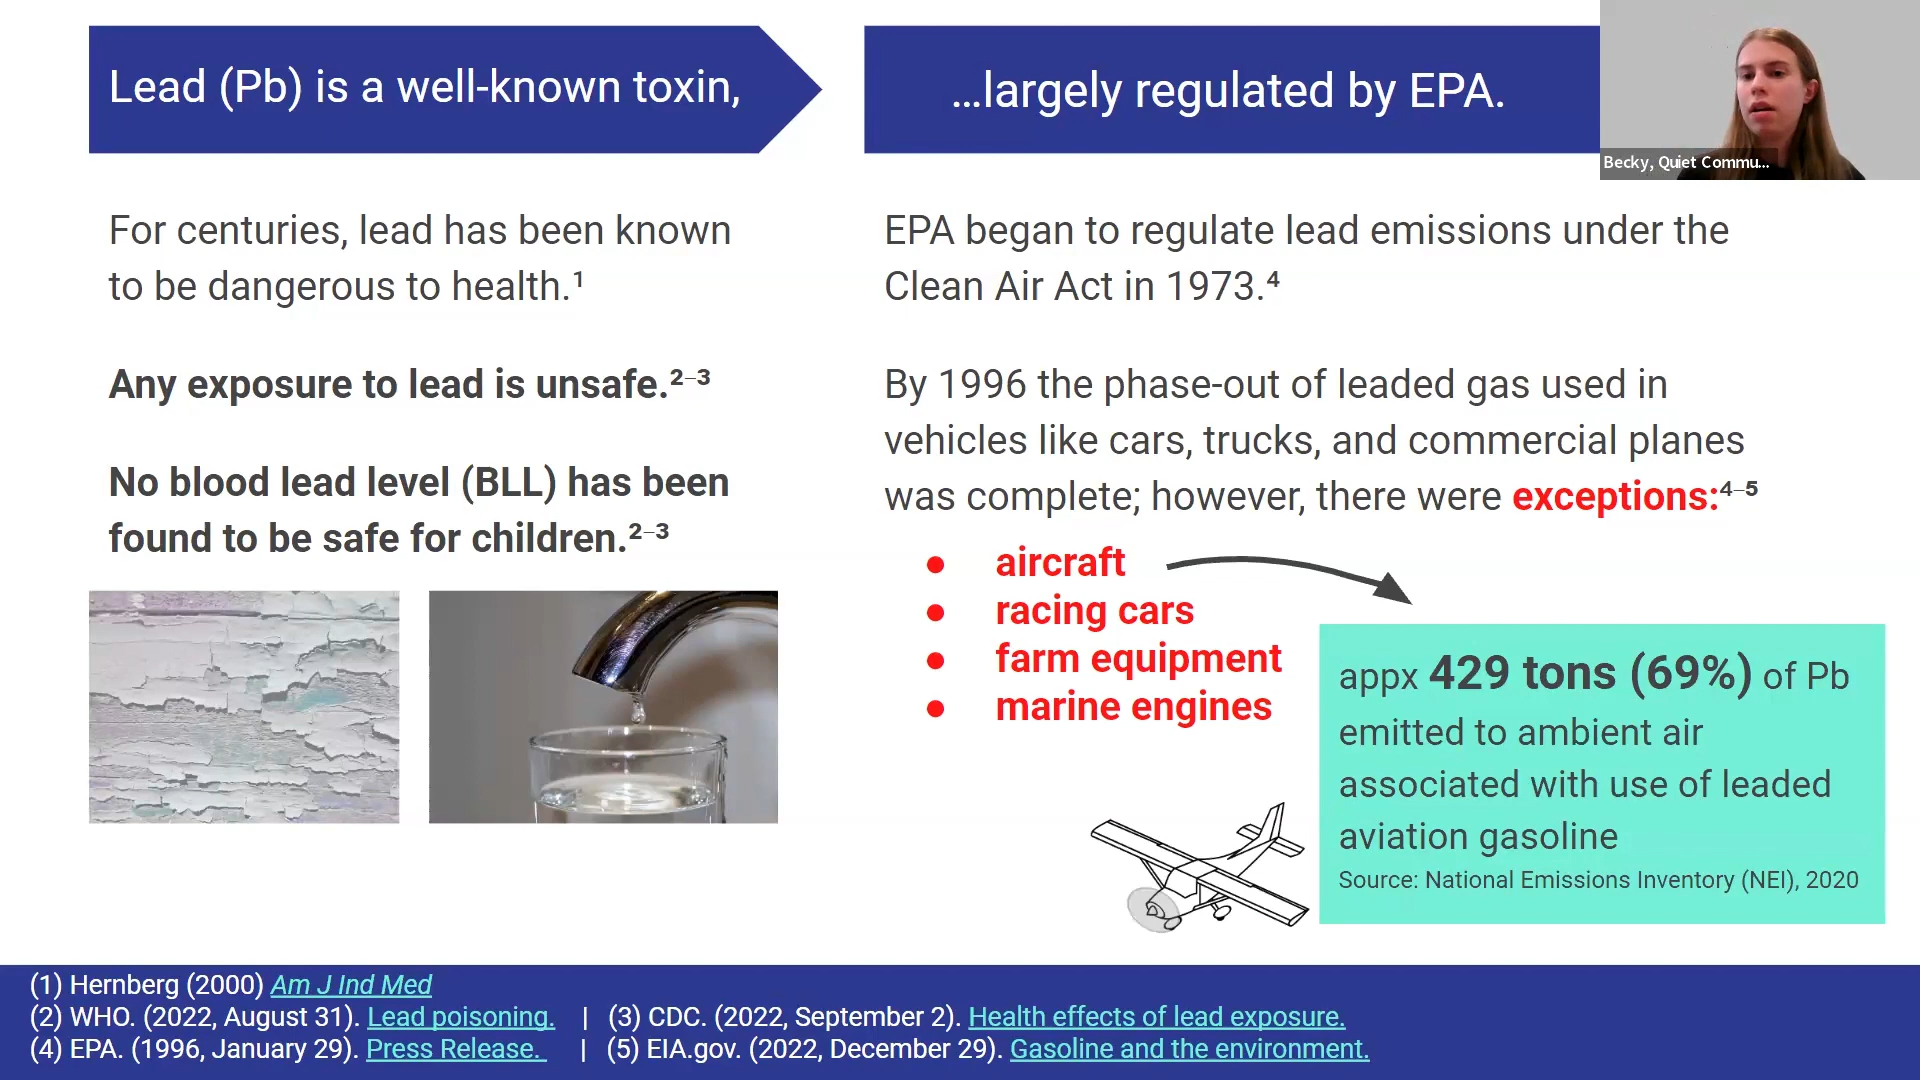 Lead (Pb) is a well-known toxin,
...largely regulated by EPA.
Becky, Quiet Commu...
For centuries, lead has been known
to be dangerous to health.¹
Any exposure to lead is unsafe.²⁻³
No blood lead level (BLL) has been
found to be safe for children.²⁻³
EPA began to regulate lead emissions under the
Clean Air Act in 1973.⁴
By 1996 the phase-out of leaded gas used in
vehicles like cars, trucks, and commercial planes
was complete; however, there were exceptions:⁴⁻⁵
● aircraft
● racing cars
● farm equipment
● marine engines
appx 429 tons (69%) of Pb
emitted to ambient air
associated with use of leaded
aviation gasoline
Source: National Emissions Inventory (NEI), 2020
(1) Hernberg (2000) Am J Ind Med
(2) WHO. (2022, August 31). Lead poisoning. | (3) CDC. (2022, September 2). Health effects of lead exposure.
(4) EPA. (1996, January 29). Press Release. | (5) EIA.gov. (2022, December 29). Gasoline and the environment.